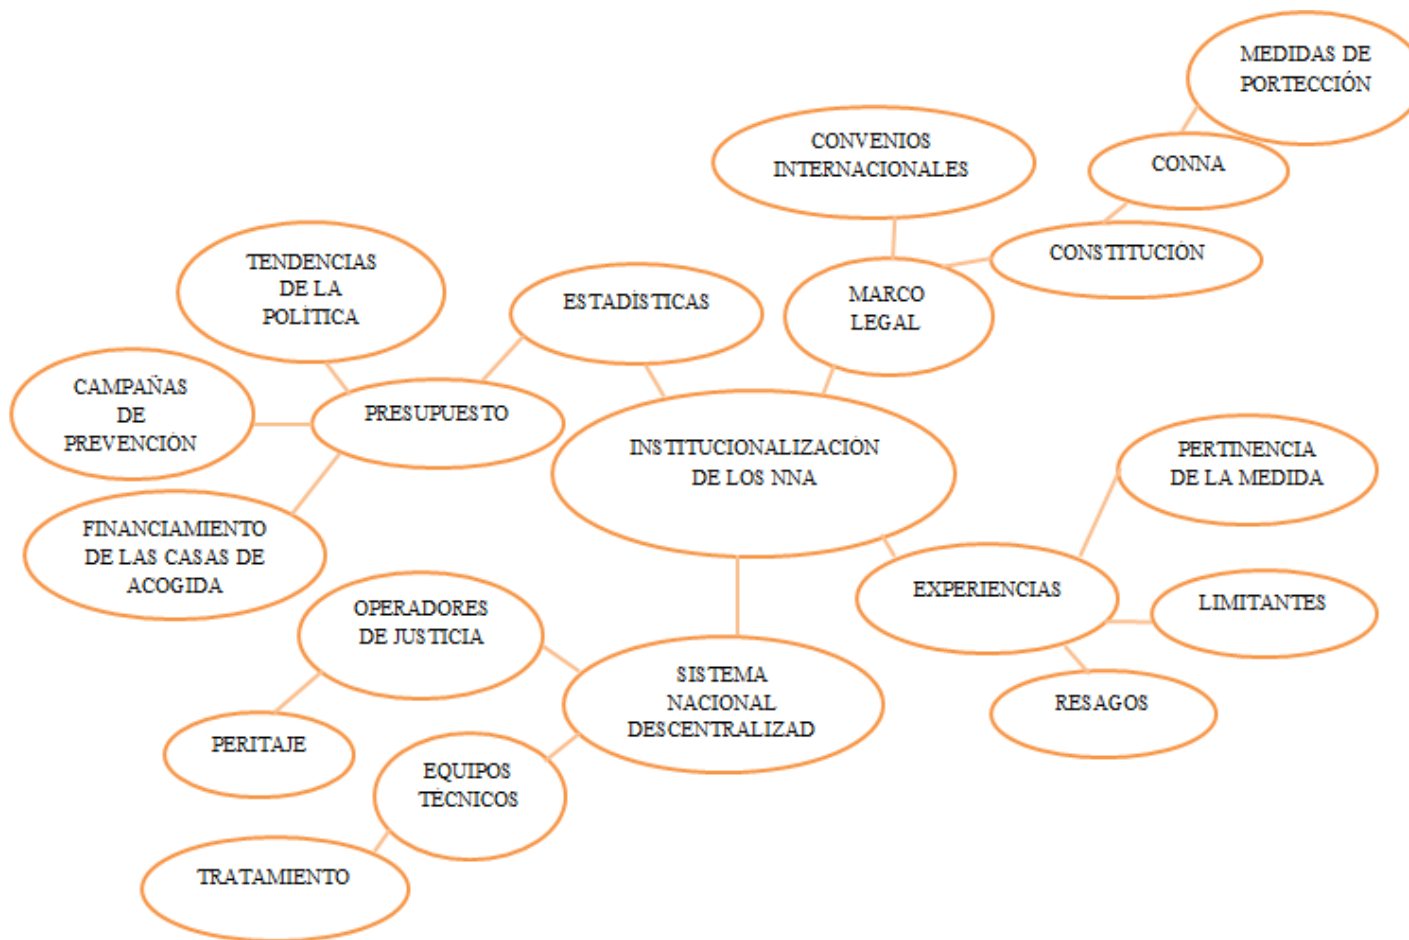 MEDIDAS DE
PORTECCIÓN
CONVENIOS
INTERNACIONALES
CONNA
CONSTITUCIÓN
TENDENCIAS
DE LA
POLÍTICA
ESTADÍSTICAS
MARCO
LEGAL
CAMPAÑAS
DE
PREVENCIÓN
PRESUPUESTO
INSTITUCIONALIZACIÓN
DE LOS NNA
PERTINENCIA
DE LA MEDIDA
FINANCIAMIENTO
DE LAS CASAS DE
ACOGIDA
EXPERIENCIAS
LIMITANTES
OPERADORES
DE JUSTICIA
SISTEMA
NACIONAL
DESCENTRALIZAD
RESAGOS
PERITAJE
EQUIPOS
TÉCNICOS
TRATAMIENTO